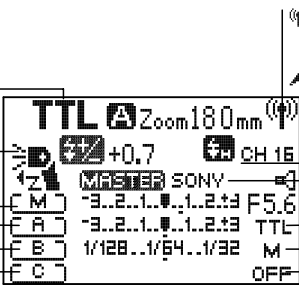 TTL A Zoom180mm
+0.7 CH 16
Z MASTER SONY
M -3..2..1..0..1..2.+3 F5.6
A -3..2..1..0..1..2.+3 TTL
B 1/128..1/64..1/32 M
C OFF